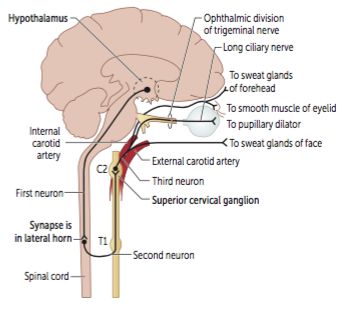 Hypothalamus
Ophthalmic division
of trigeminal nerve
Long ciliary nerve
To sweat glands
of forehead
To smooth muscle of eyelid
To pupillary dilator
To sweat glands of face
Internal
carotid
artery
C2
External carotid artery
Third neuron
Superior cervical ganglion
First neuron
Synapse is
in lateral horn
T1
Second neuron
Spinal cord